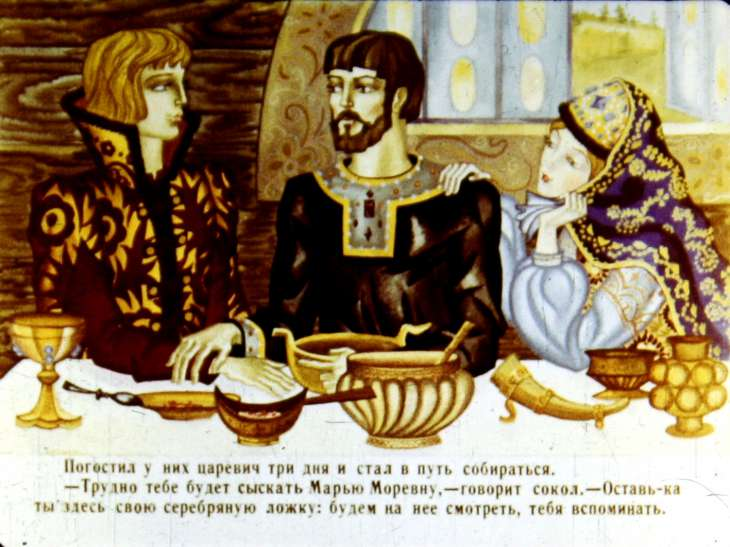 Погостил у них царевич три дня и стал в путь собираться.
—Трудно тебе будет сыскать Марью Моревну,—говорит сокол.—Оставь-ка
ты здесь свою серебряную ложку: будем на нее смотреть, тебя вспоминать.